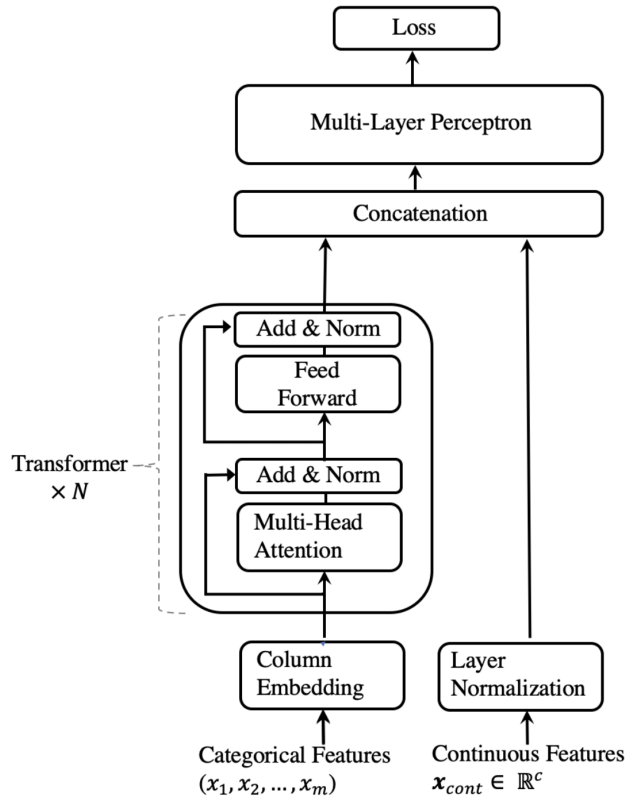 Loss
Multi-Layer Perceptron
Concatenation
Add & Norm
Feed
Forward
Transformer
× N
Add & Norm
Multi-Head
Attention
Column
Embedding
Layer
Normalization
Categorical Features
(x₁, x₂, ..., xₘ)
Continuous Features
x_cont ∈ ℝᶜ